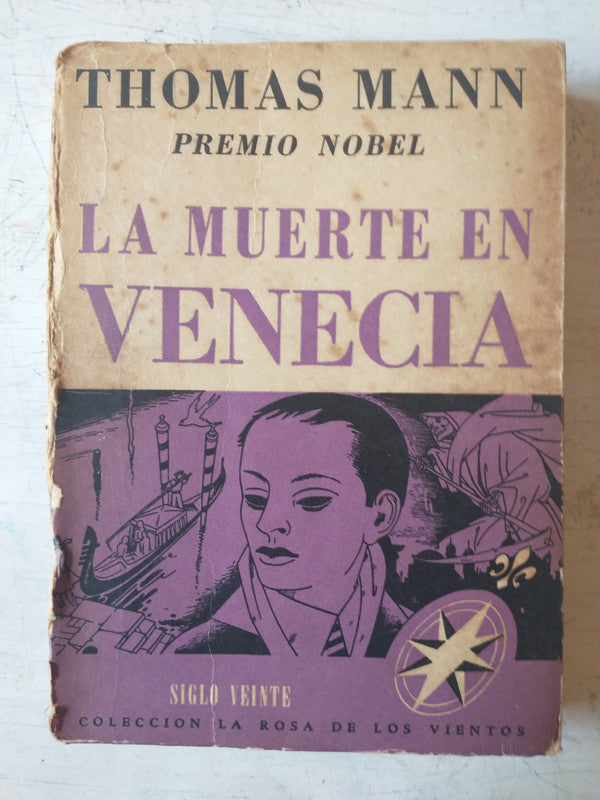 THOMAS MANN
PREMIO NOBEL
LA MUERTE EN
VENECIA
SIGLO VEINTE
COLECCION LA ROSA DE LOS VIENTOS